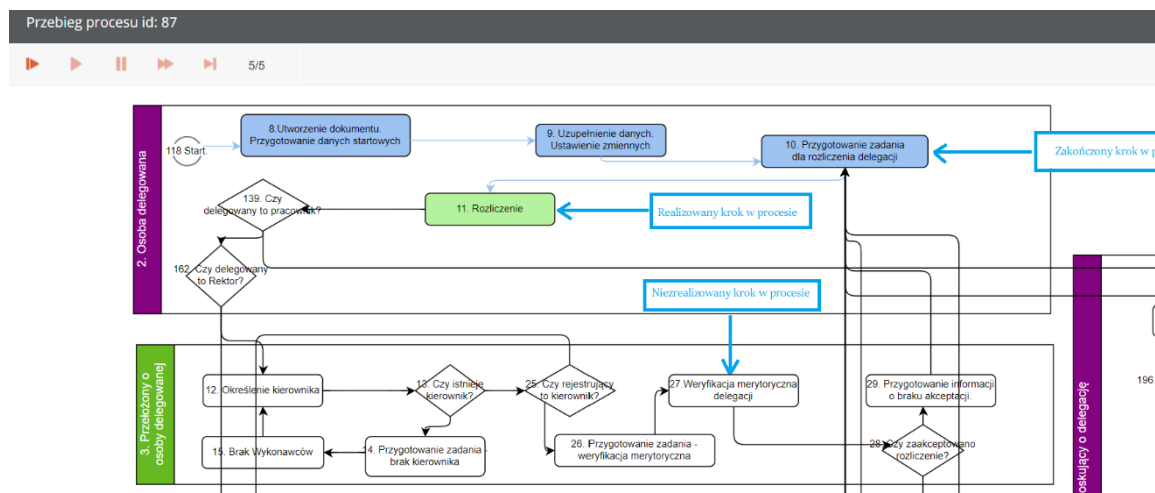 Przebieg procesu id: 87
5/5
2. Osoba delegowana
118 Start.
8.Utworzenie dokumentu.
Przygotowanie danych startowych
9. Uzupełnienie danych.
Ustawienie zmiennych
10. Przygotowanie zadania
dla rozliczenia delegacji
Zakończony krok w p
139. Czy
delegowany to pracownik?
11. Rozliczenie
Realizowany krok w procesie
162. Czy delegowany
to Rektor?
Niezrealizowany krok w procesie
3. Przełożony o
osoby delegowanej
12. Określenie kierownika
13. Czy istnieje
kierownik?
25. Czy rejestrujący
to kierownik?
27.Weryfikacja merytoryczna
delegacji
29. Przygotowanie informacji
o braku akceptacji.
15. Brak Wykonawców
14. Przygotowanie zadania -
brak kierownika
26. Przygotowanie zadania -
weryfikacja merytoryczna
28. Czy zaakceptowano
rozliczenie?
oskujący o delegację
196.